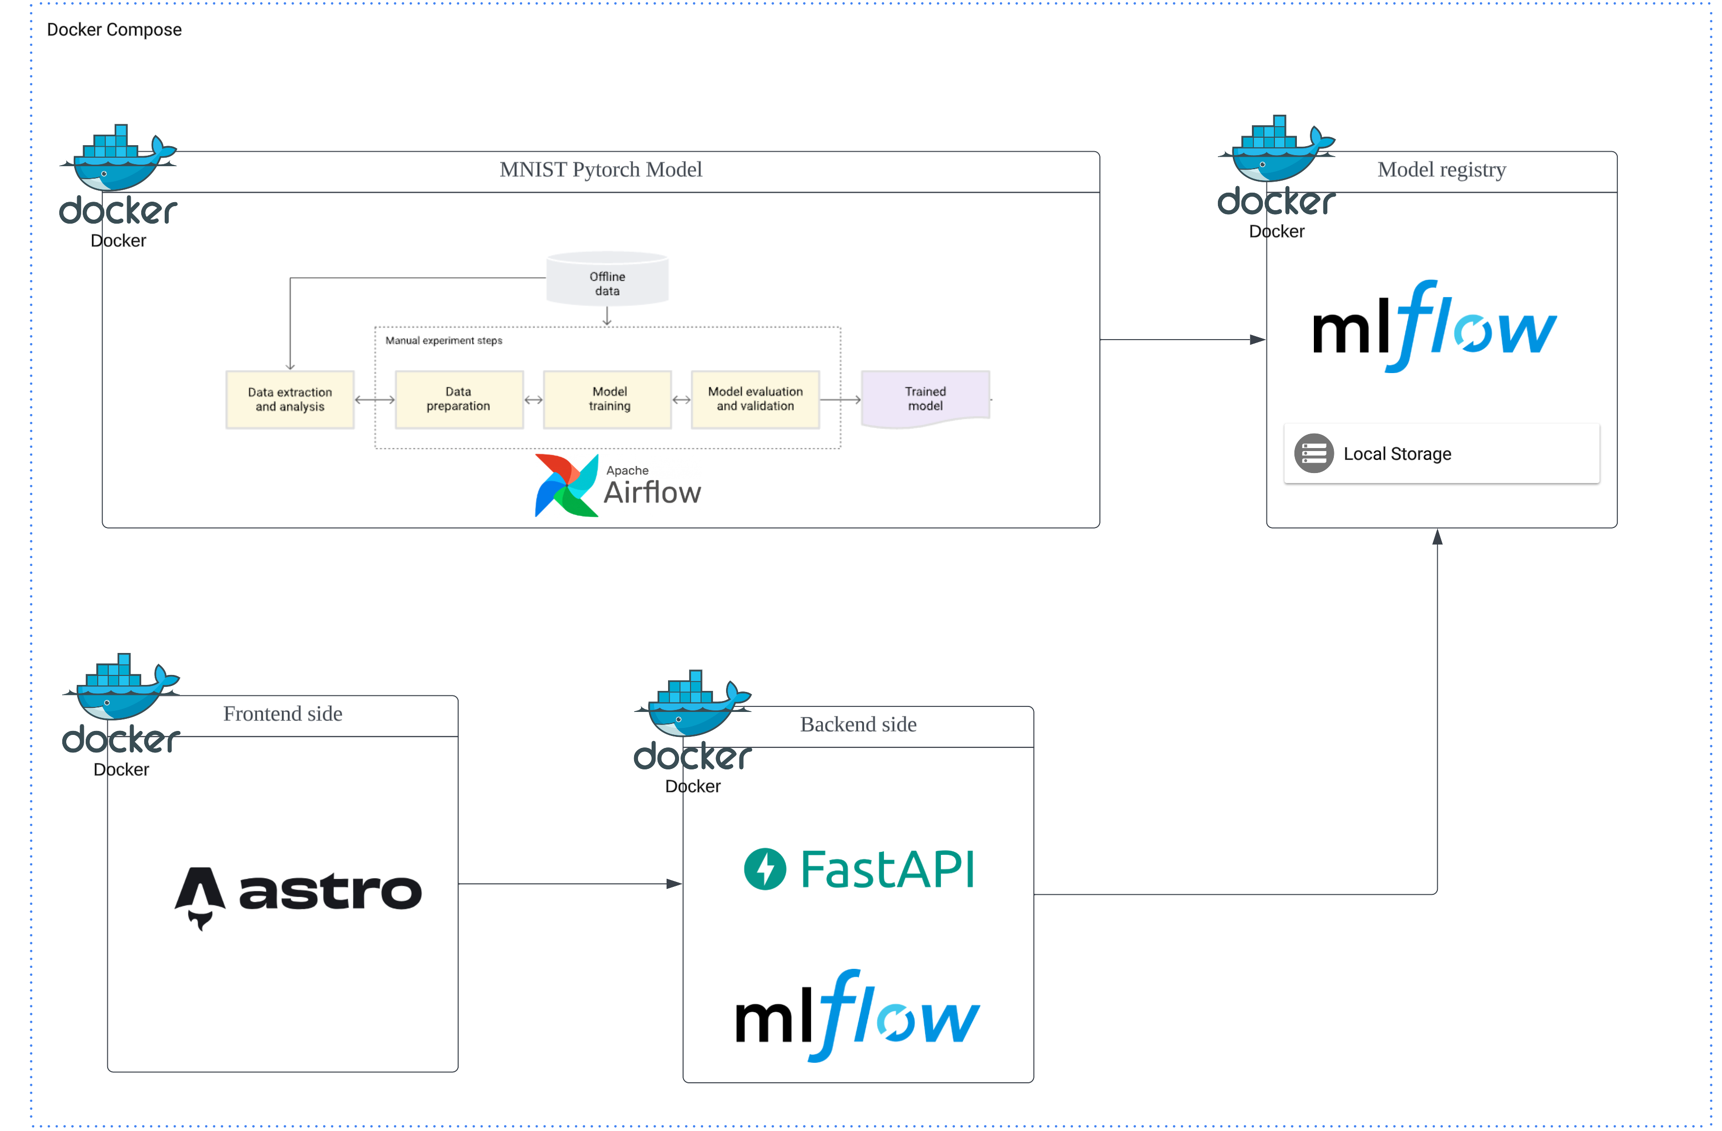 Docker Compose
docker
Docker
MNIST Pytorch Model
Offline
data
Manual experiment steps
Data extraction
and analysis
Data
preparation
Model
training
Model evaluation
and validation
Trained
model
Apache
Airflow
docker
Docker
Model registry
mlflow
Local Storage
docker
Docker
Frontend side
astro
docker
Docker
Backend side
FastAPI
mlflow